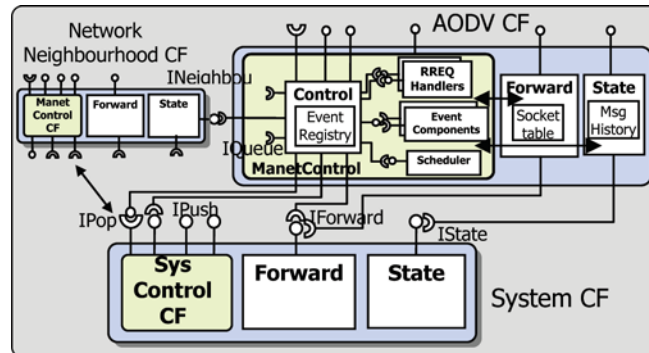 Network
Neighbourhood CF
AODV CF
INeighbou
Manet
Control
CF
Forward
State
Control
Event
Registry
RREQ
Handlers
Event
Components
Scheduler
IQueue
ManetControl
Forward
Socket
table
State
Msg
History
IPop
IPush
IForward
IState
Sys
Control
CF
Forward
State
System CF